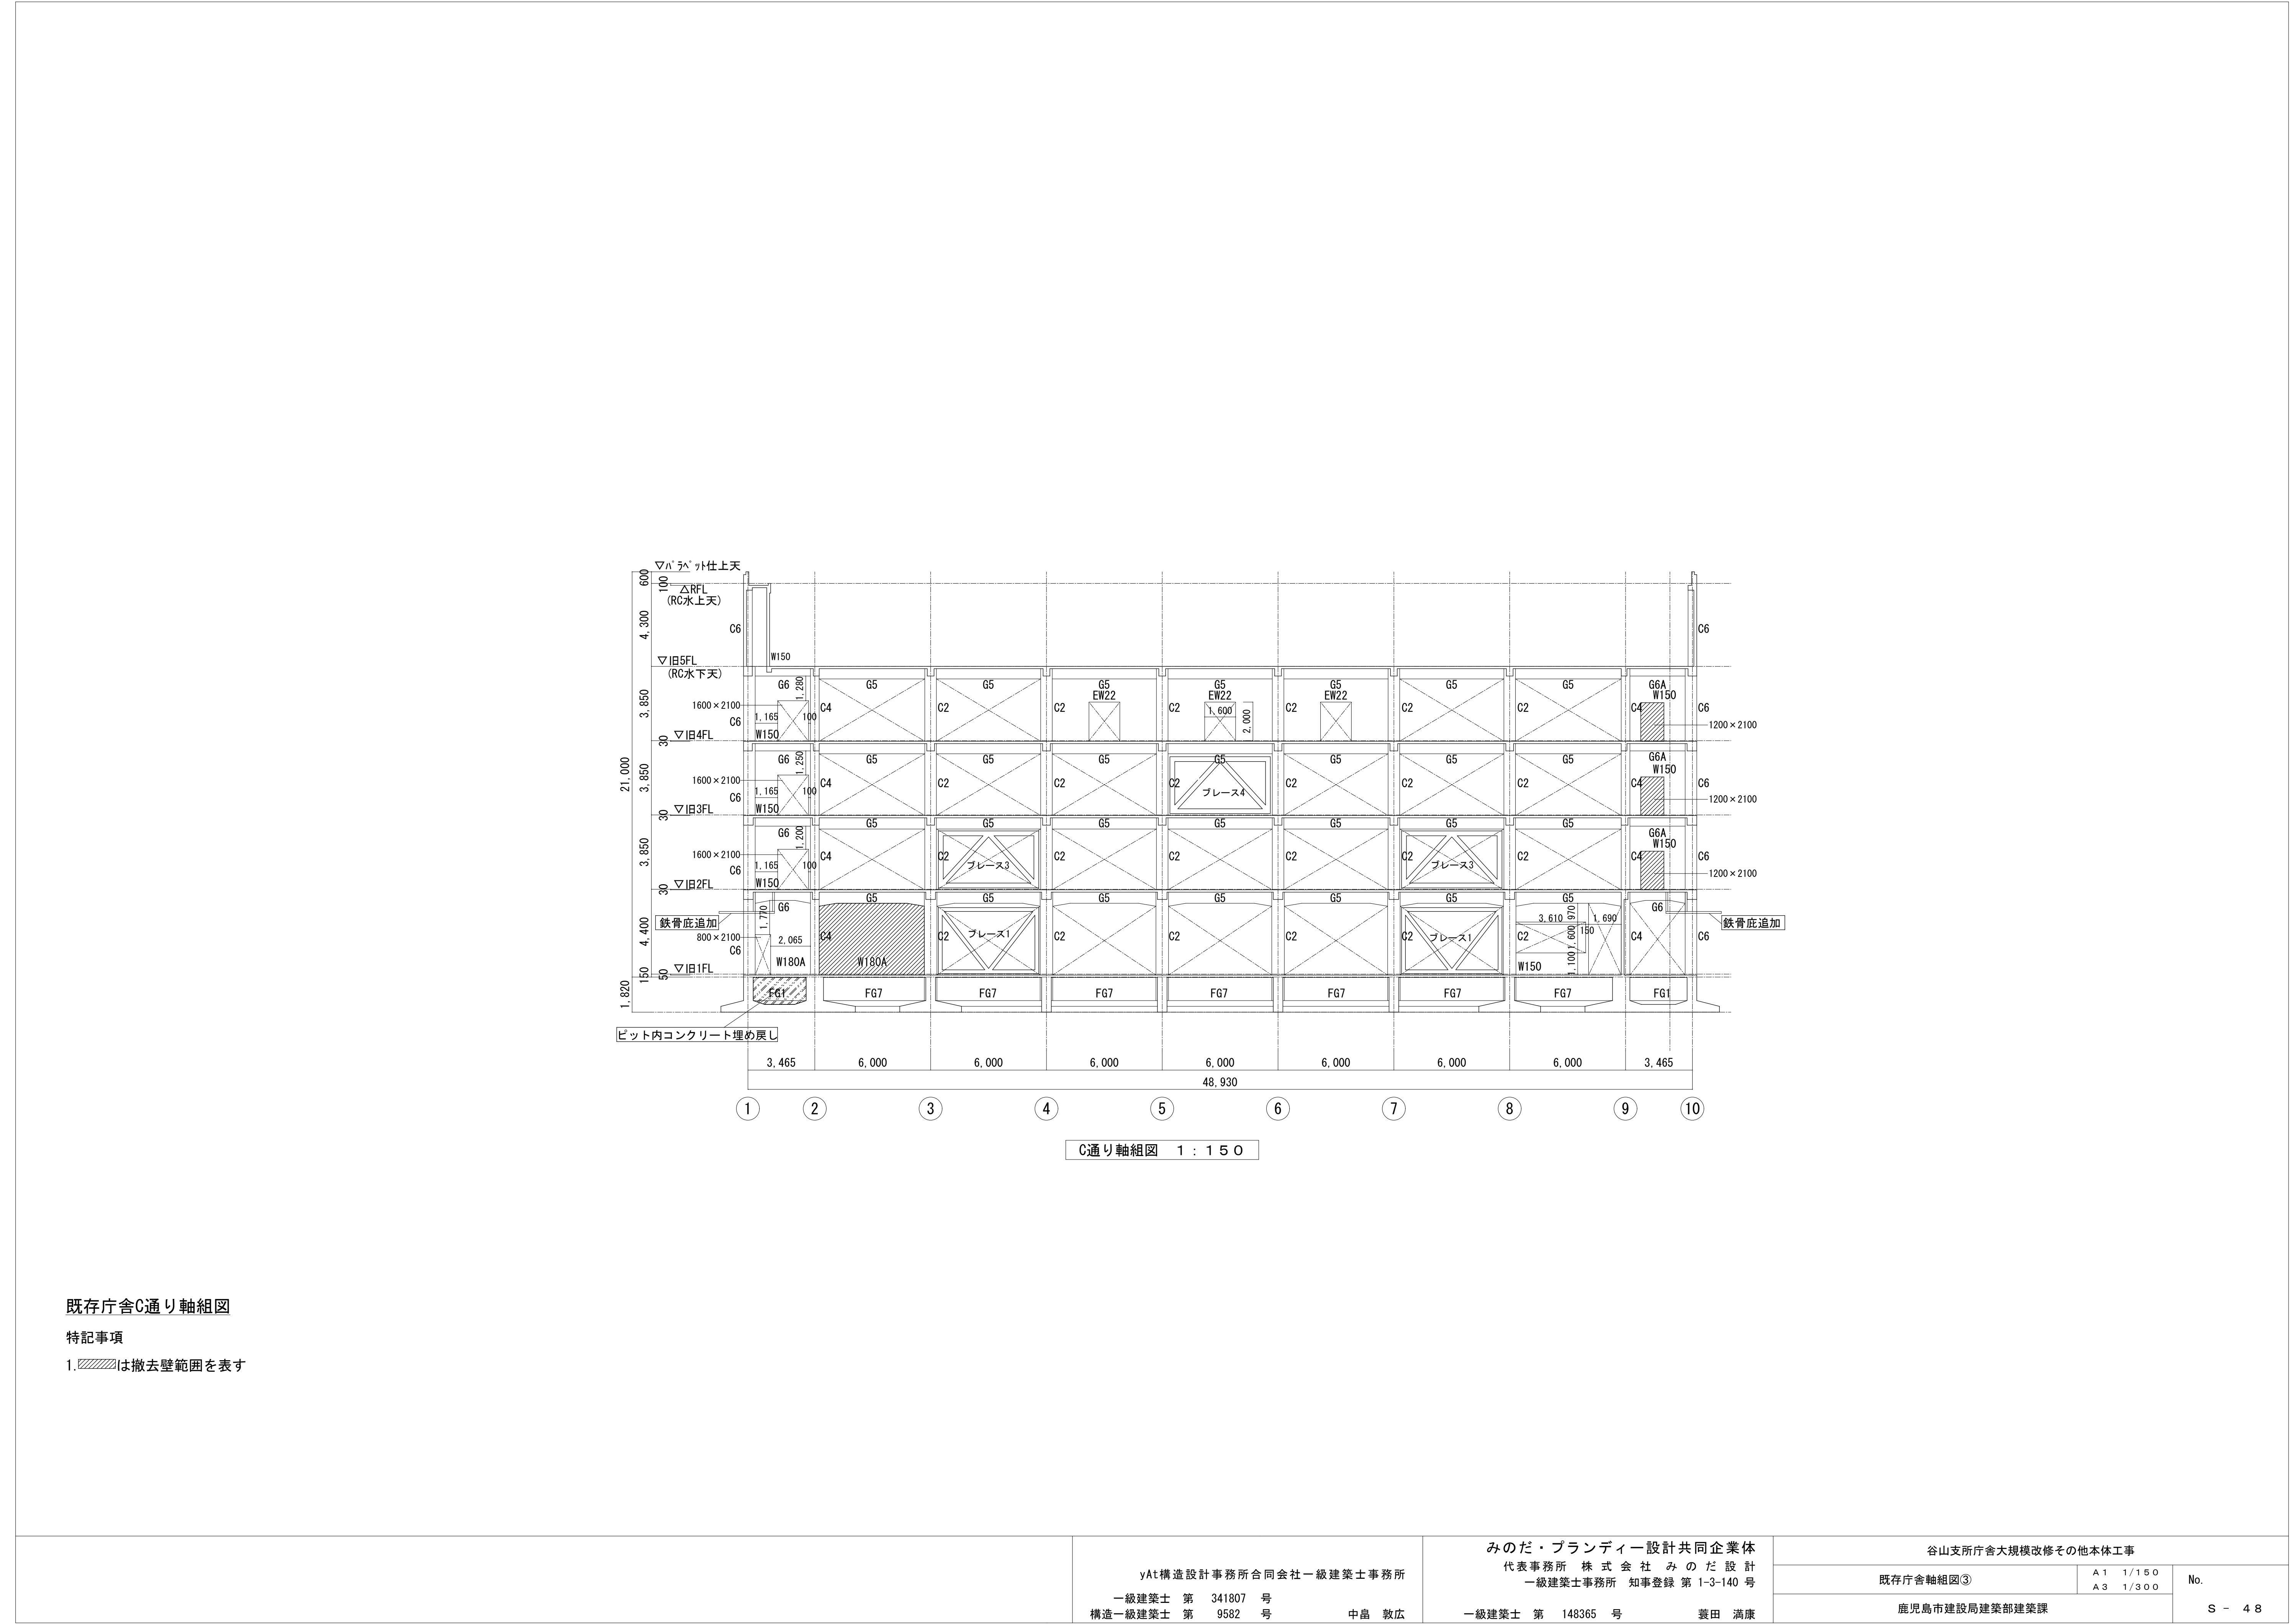 ▽ﾊﾟﾗﾍﾟｯﾄ仕上天
600
100
△RFL
(RC水上天)
4,300
C6
C6
W150
▽旧5FL
(RC水下天)
G6
1,280
G5
G5
G5
EW22
G5
EW22
G5
EW22
G5
G5
G6A
W150
3,850
1600×2100
C6
1,165
100
C4
C2
C2
C2
1,600
2,000
C2
C2
C2
C4
C6
1200×2100
W150
30
▽旧4FL
G6
1,250
G5
G5
G5
G5
G5
G5
G5
G6A
W150
21,000
3,850
1600×2100
C6
1,165
100
C4
C2
C2
C2
ブレース4
C2
C2
C2
C4
C6
1200×2100
W150
30
▽旧3FL
G6
1,200
G5
G5
G5
G5
G5
G5
G5
G6A
W150
3,850
1600×2100
C6
1,165
100
C4
C2
ブレース3
C2
C2
C2
C2
ブレース3
C2
C4
C6
1200×2100
W150
30
▽旧2FL
G6
1,770
G5
G5
G5
G5
G5
G5
G5
G6
鉄骨庇追加
鉄骨庇追加
4,400
800×2100
C6
2,065
W180A
C4
W180A
C2
ブレース1
C2
C2
C2
C2
ブレース1
C2
3,610
970
1,690
150
1,600
1,100
W150
C4
C6
150
50
▽旧1FL
1,820
FG1
FG7
FG7
FG7
FG7
FG7
FG7
FG7
FG1
ピット内コンクリート埋め戻し
3,465
6,000
6,000
6,000
6,000
6,000
6,000
6,000
3,465
48,930
1
2
3
4
5
6
7
8
9
10
C通り軸組図 1：150
既存庁舎C通り軸組図
特記事項
1.は撤去壁範囲を表す
yAt構造設計事務所合同会社一級建築士事務所
一級建築士 第 341807 号
構造一級建築士 第 9582 号 中畠 敦広
みのだ・プランディー設計共同企業体
代表事務所 株式会社 みのだ設計
一級建築士事務所 知事登録 第 1-3-140 号
一級建築士 第 148365 号 蓑田 満康
谷山支所庁舎大規模改修その他本体工事
既存庁舎軸組図③
A1 1/150
A3 1/300
No.
鹿児島市建設局建築部建築課
S - 48